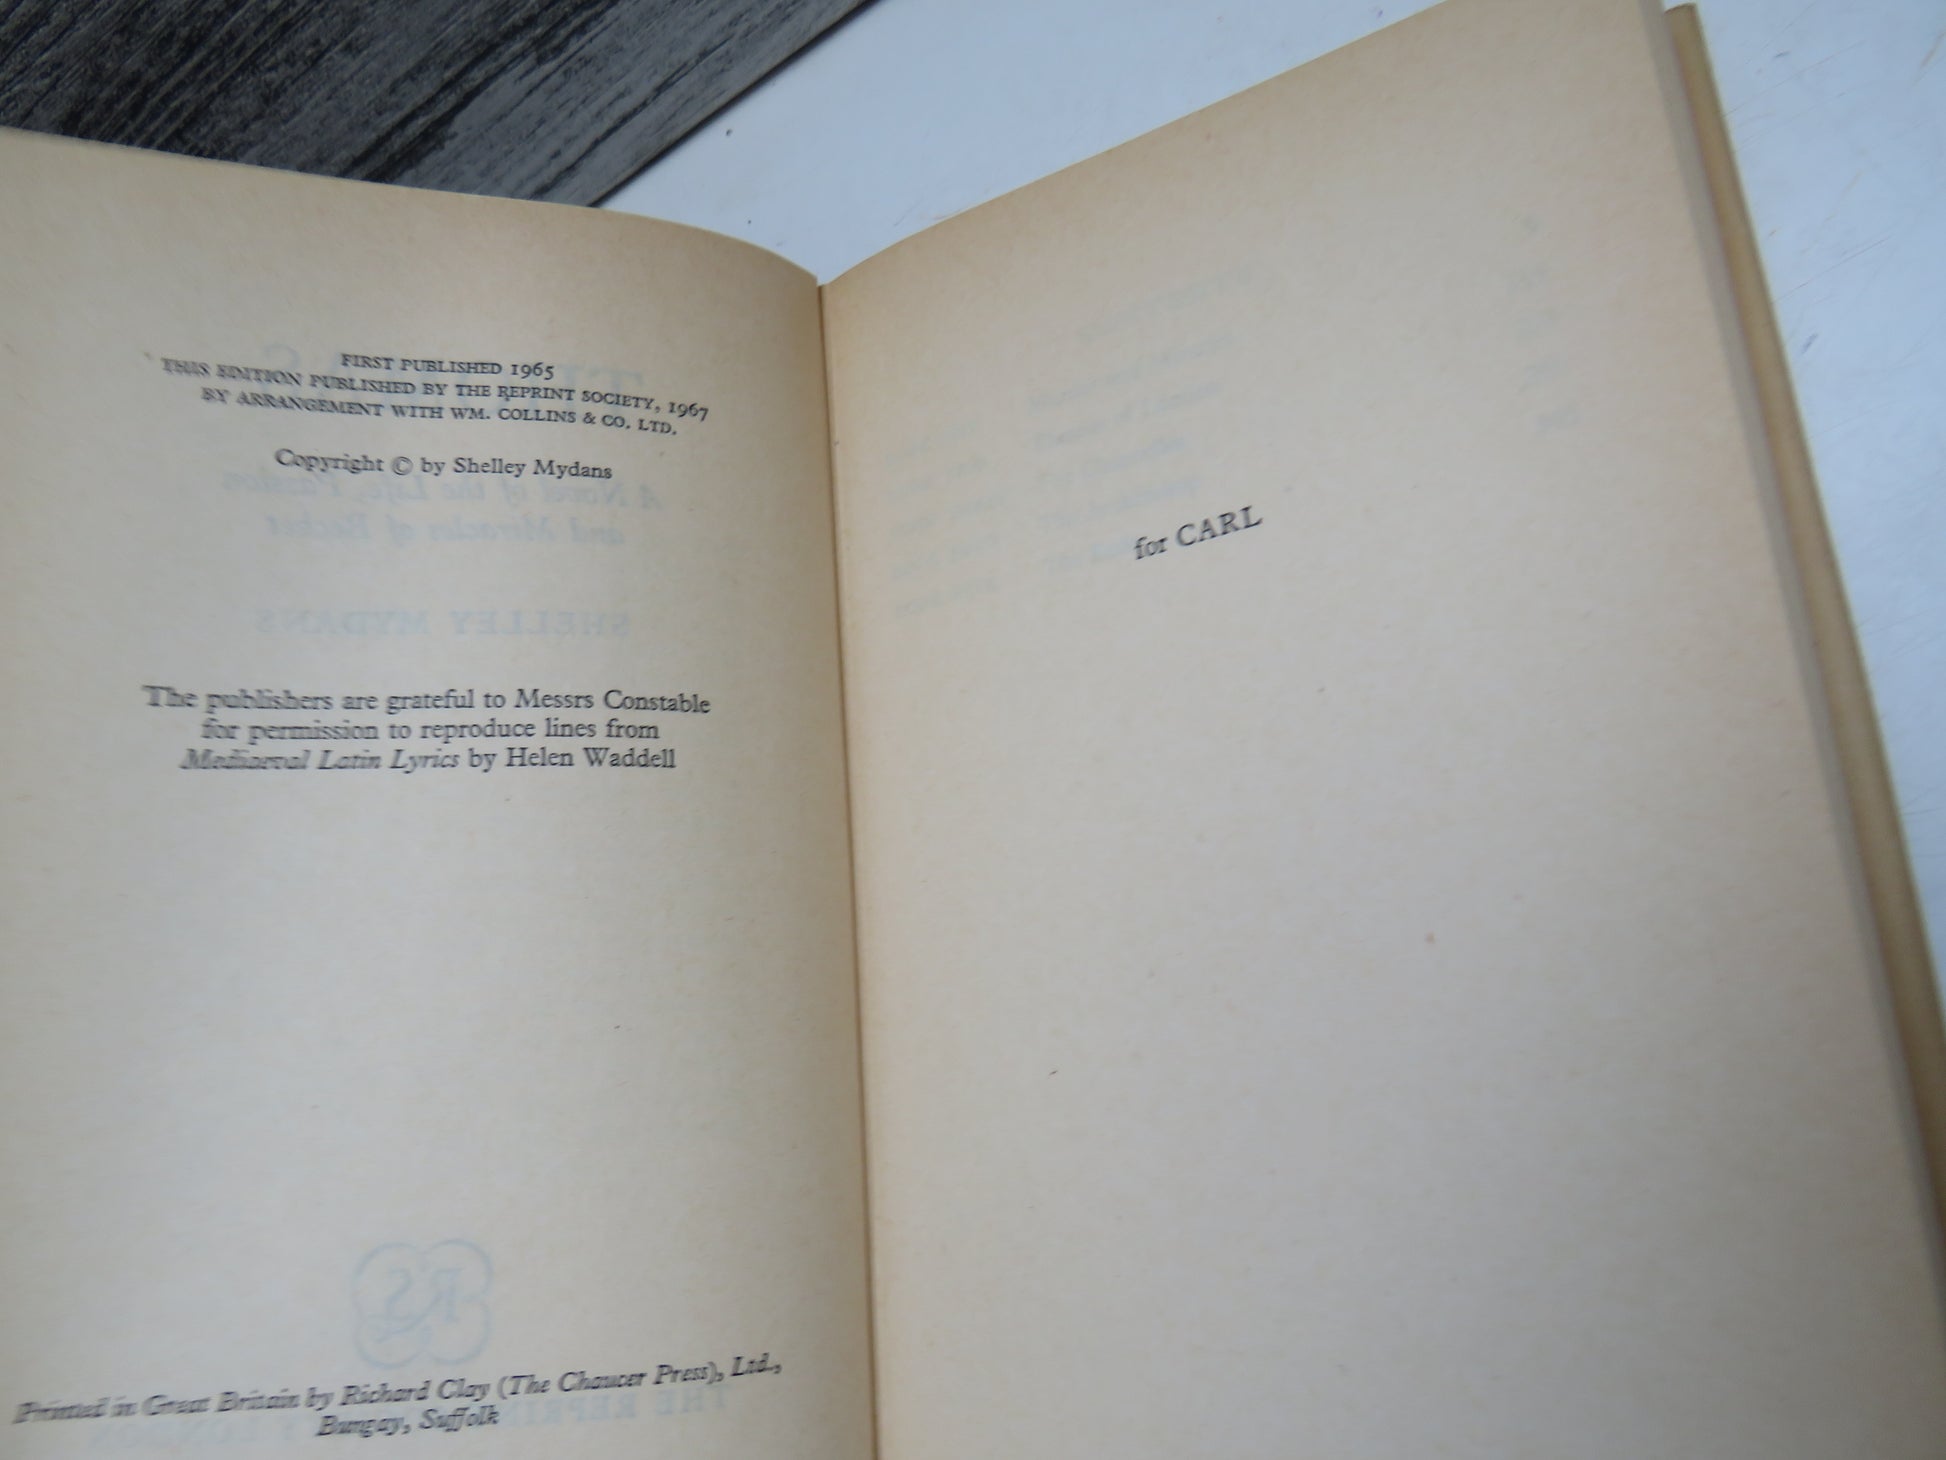 FIRST PUBLISHED 1965
THIS EDITION PUBLISHED BY THE REPRINT SOCIETY, 1967
BY ARRANGEMENT WITH WM. COLLINS & CO. LTD.
Copyright © by Shelley Mydans
The publishers are grateful to Messrs Constable
for permission to reproduce lines from
Mediaeval Latin Lyrics by Helen Waddell
Printed in Great Britain by Richard Clay (The Chaucer Press), Ltd.,
Bungay, Suffolk
for CARL